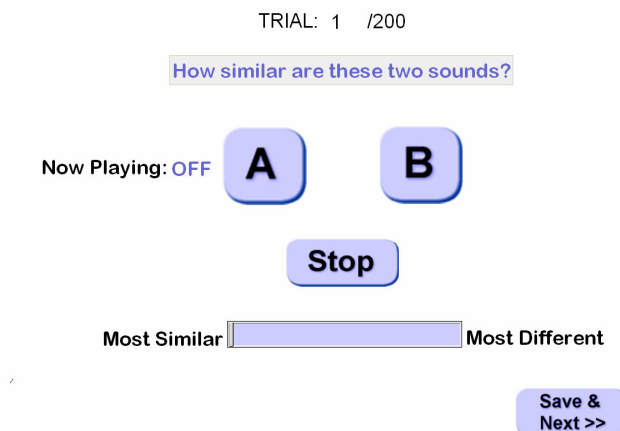 TRIAL: 1 /200
How similar are these two sounds?
Now Playing: OFF A B
Stop
Most Similar Most Different
Save &
Next >>